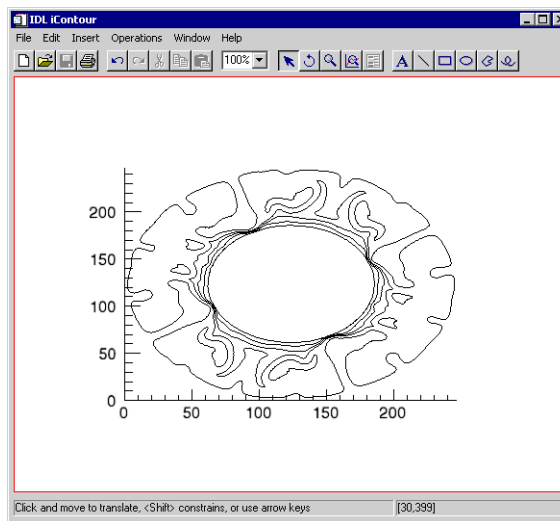 IDL iContour
File Edit Insert Operations Window Help
100%
A
200
150
100
50
0
0 50 100 150 200
Click and move to translate, <Shift> constrains, or use arrow keys [30,399]